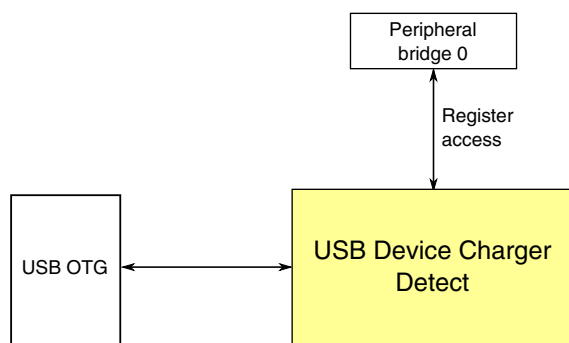 Peripheral
bridge 0
Register
access
USB OTG
USB Device Charger
Detect